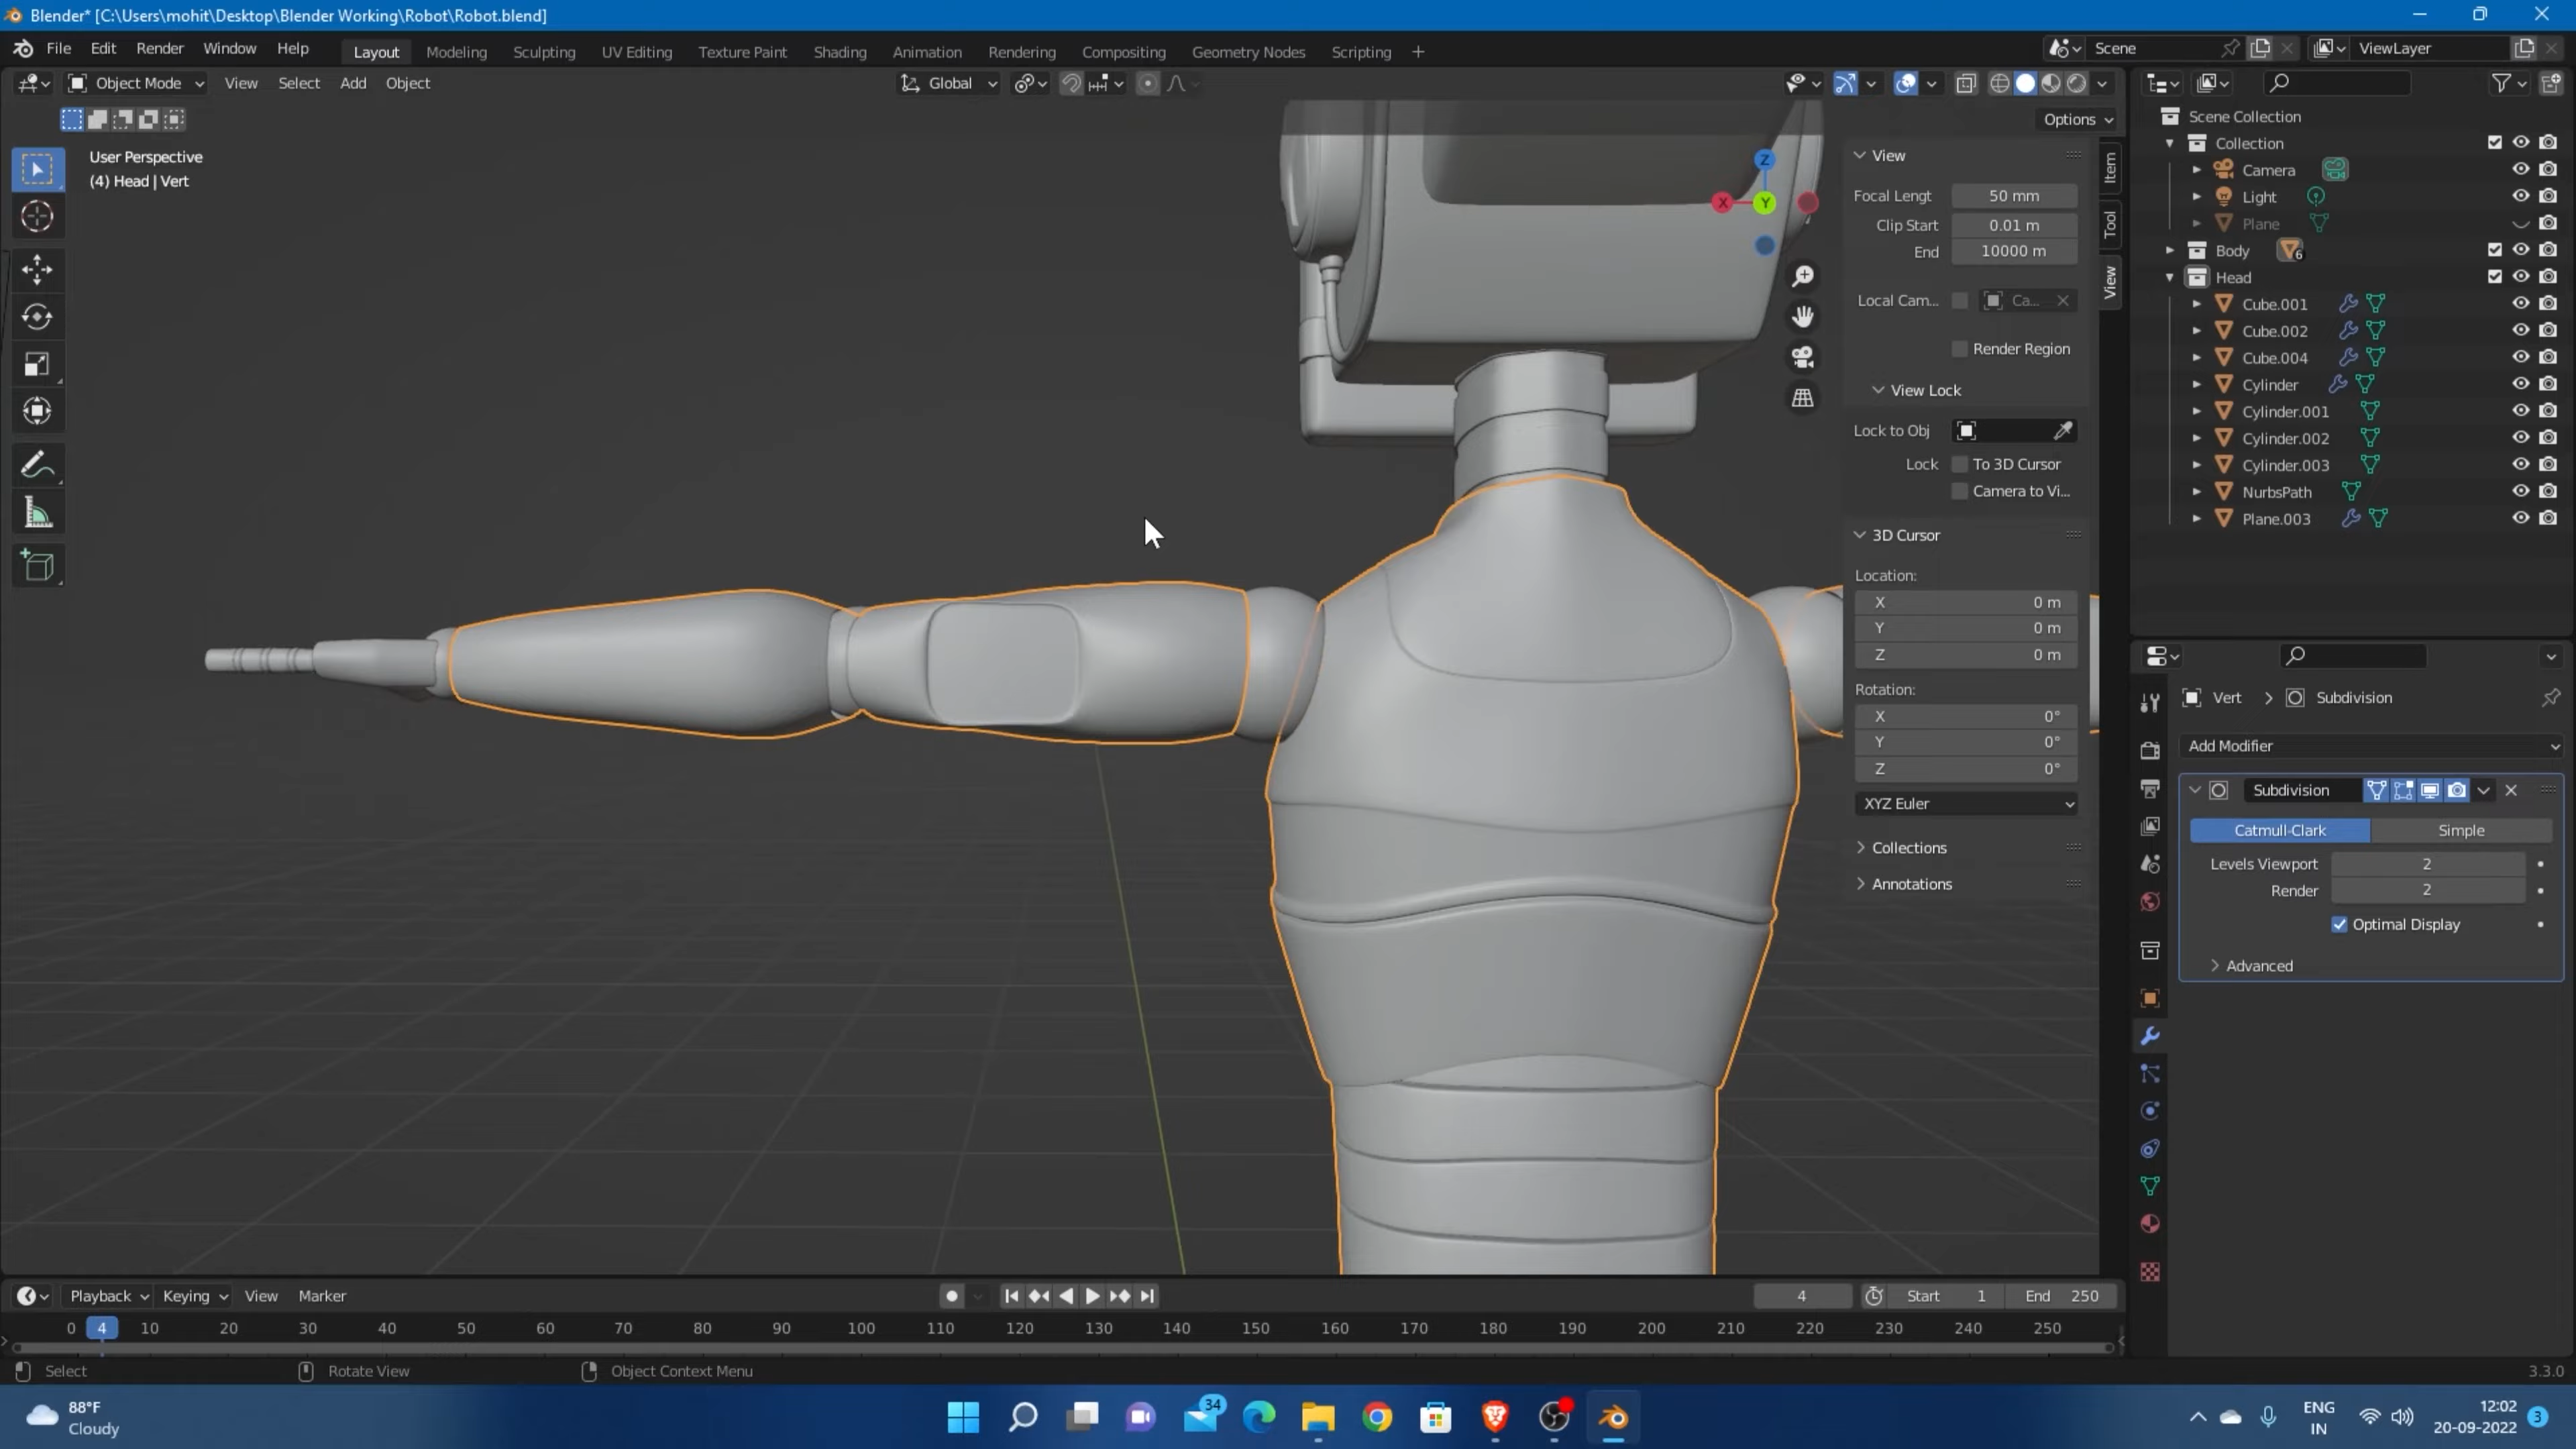 Blender* [C:\Users\mohit\Desktop\Blender Working\Robot\Robot.blend]
File Edit Render Window Help Layout Modeling Sculpting UV Editing Texture Paint Shading Animation Rendering Compositing Geometry Nodes Scripting + Scene ViewLayer
Object Mode View Select Add Object Global
Options
User Perspective
(4) Head | Vert
Z
X
Y
View
Focal Lengt 50 mm
Clip Start 0.01 m
End 10000 m
Local Cam... Ca...
Render Region
View Lock
Lock to Obj
Lock To 3D Cursor
Camera to Vi...
3D Cursor
Location:
X 0 m
Y 0 m
Z 0 m
Rotation:
X 0°
Y 0°
Z 0°
XYZ Euler
Collections
Annotations
Item
Tool
View
Scene Collection
Collection
Camera
Light
Plane
Body 6
Head
Cube.001
Cube.002
Cube.004
Cylinder
Cylinder.001
Cylinder.002
Cylinder.003
NurbsPath
Plane.003
Vert > Subdivision
Add Modifier
Subdivision
Catmull-Clark Simple
Levels Viewport 2
Render 2
Optimal Display
Advanced
Playback Keying View Marker 4 Start 1 End 250
0 4 10 20 30 40 50 60 70 80 90 100 110 120 130 140 150 160 170 180 190 200 210 220 230 240 250
Select Rotate View Object Context Menu 3.3.0
88°F
Cloudy
34
ENG
IN
12:02
20-09-2022
3